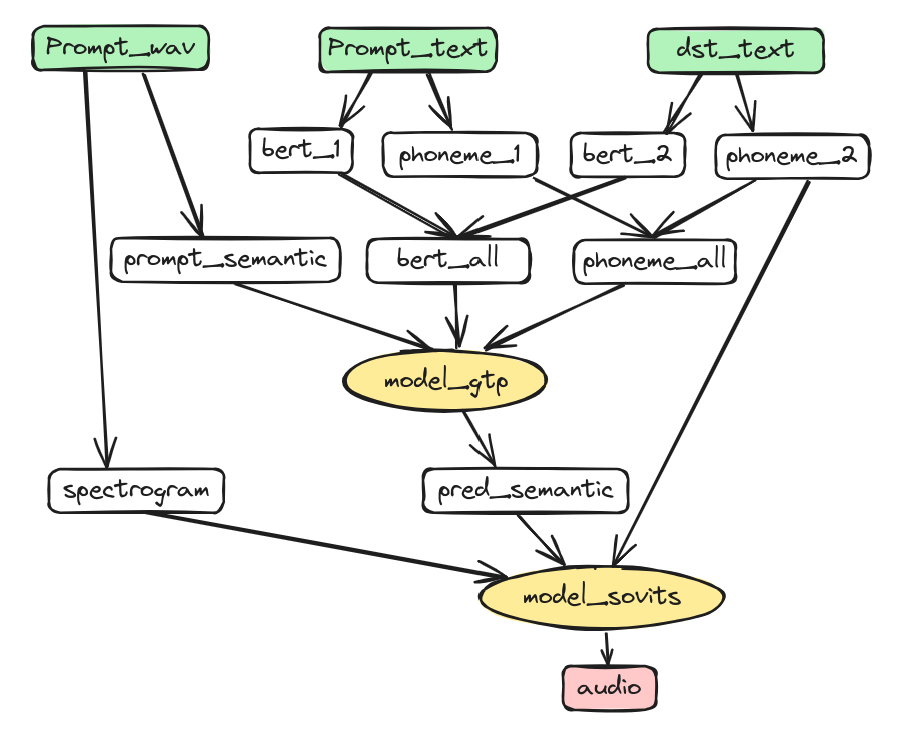 Prompt_wav
Prompt_text
dst_text
bert_1
phoneme_1
bert_2
phoneme_2
prompt_semantic
bert_all
phoneme_all
model_gtp
spectrogram
pred_semantic
model_sovits
audio